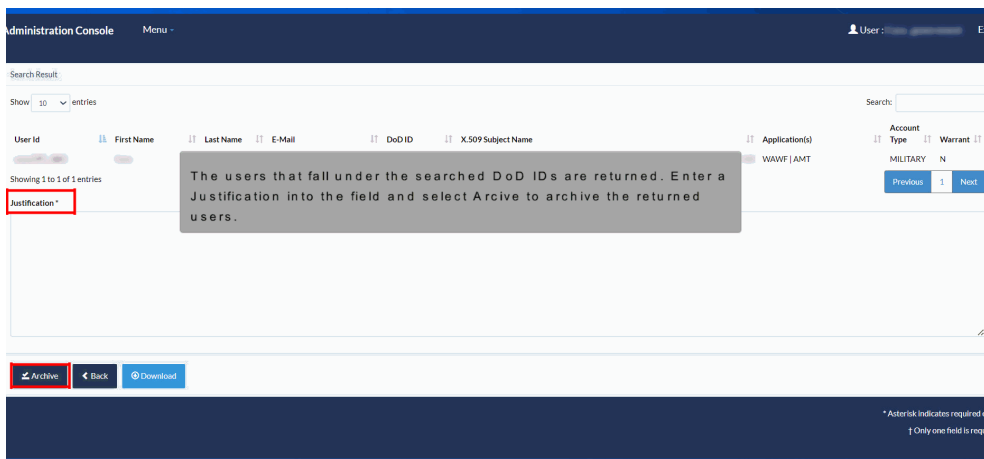 Administration Console Menu User :
Search Result
Show 10 entries Search:
User Id First Name Last Name E-Mail DoD ID X.509 Subject Name Application(s) Account Type Warrant
WAWF | AMT MILITARY N
Showing 1 to 1 of 1 entries Previous 1 Next
The users that fall under the searched DoD IDs are returned. Enter a
Justification into the field and select Arcive to archive the returned
users.
Justification *
Archive Back Download
* Asterisk indicates required
† Only one field is